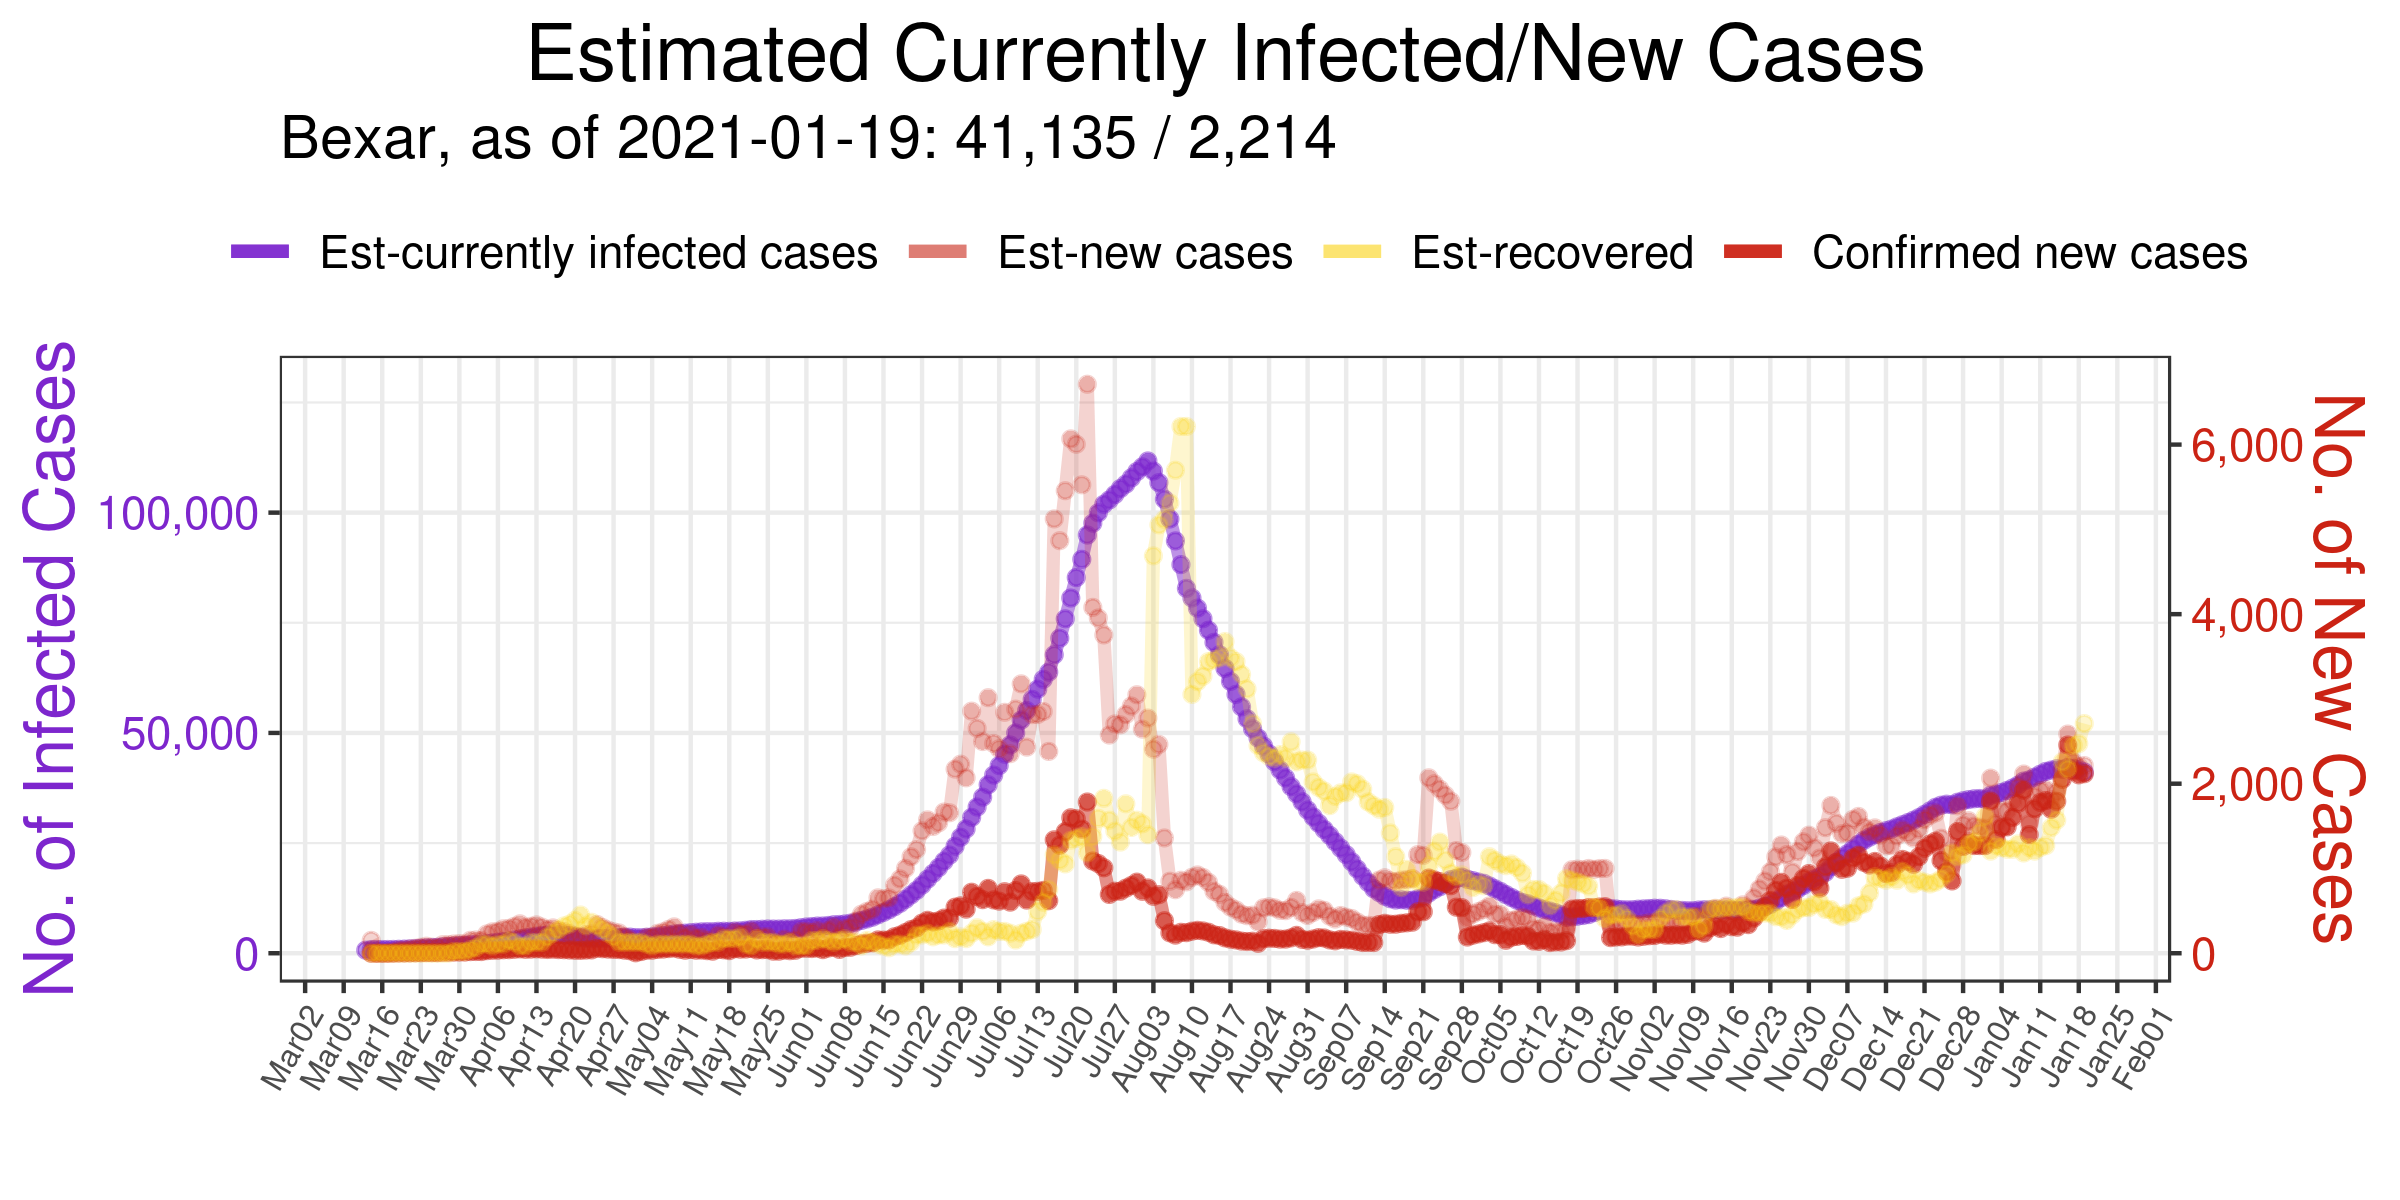 Estimated Currently Infected/New Cases
Bexar, as of 2021-01-19: 41,135 / 2,214
Est-currently infected cases Est-new cases Est-recovered Confirmed new cases
No. of Infected Cases
100,000
50,000
0
6,000
4,000
2,000
0
No. of New Cases
Mar02 Mar09 Mar16 Mar23 Mar30 Apr06 Apr13 Apr20 Apr27 May04 May11 May18 May25 Jun01 Jun08 Jun15 Jun22 Jun29 Jul06 Jul13 Jul20 Jul27 Aug03 Aug10 Aug17 Aug24 Aug31 Sep07 Sep14 Sep21 Sep28 Oct05 Oct12 Oct19 Oct26 Nov02 Nov09 Nov16 Nov23 Nov30 Dec07 Dec14 Dec21 Dec28 Jan04 Jan11 Jan18 Jan25 Feb01